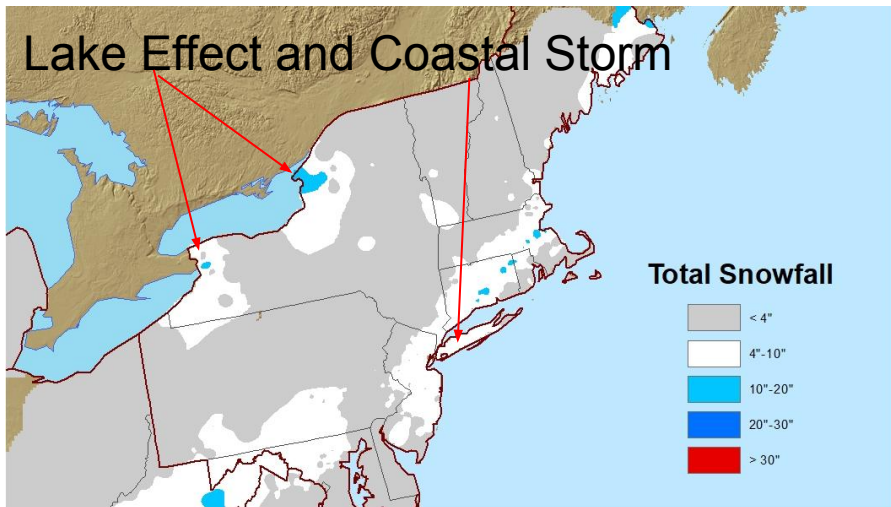 Lake Effect and Coastal Storm
Total Snowfall
< 4"
4"-10"
10"-20"
20"-30"
> 30"